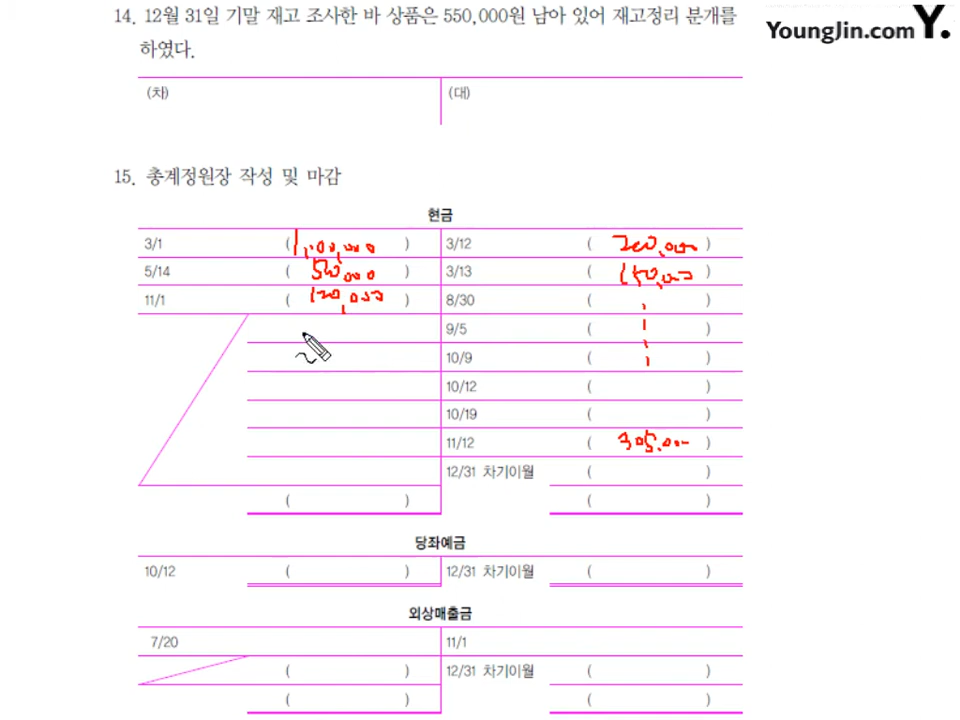 14. 12월 31일 기말 재고 조사한 바 상품은 550,000원 남아 있어 재고정리 분개를
하였다.
YoungJin.com Y.
(차) (대)
15. 총계정원장 작성 및 마감
현금
3/1 ( 1,000,000 ) 3/12 ( 200,000 )
5/14 ( 500,000 ) 3/13 ( 150,000 )
11/1 ( 120,000 ) 8/30 ( )
9/5 ( )
10/9 ( )
10/12 ( )
10/19 ( )
11/12 ( 305,000 )
12/31 차기이월 ( )
( ) ( )
당좌예금
10/12 ( ) 12/31 차기이월 ( )
외상매출금
7/20 11/1
( ) 12/31 차기이월 ( )
( ) ( )